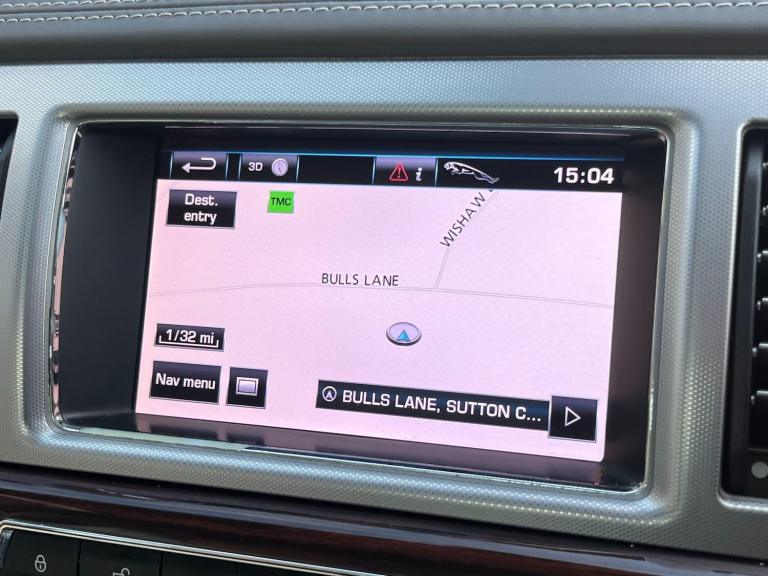 3D
i
15:04
Dest.
entry
TMC
WISHAW
BULLS LANE
1/32 mi
Nav menu
BULLS LANE, SUTTON C...